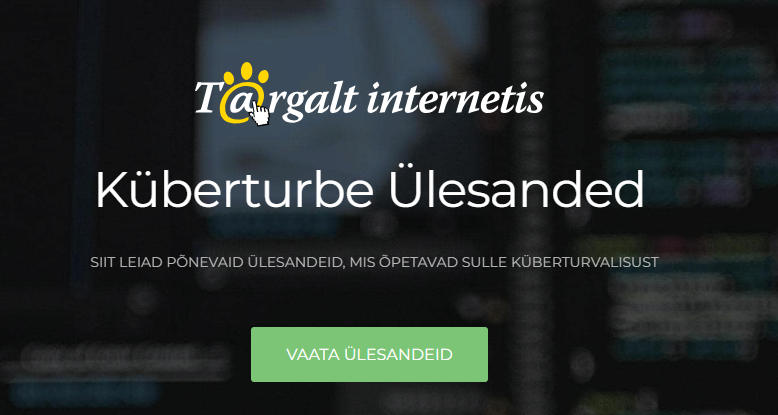 T@rgalt internetis
Küberturbe Ülesanded
SIIT LEIAD PÕNEVAID ÜLESANDEID, MIS ÕPETAVAD SULLE KÜBERTURVALISUST
VAATA ÜLESANDEID